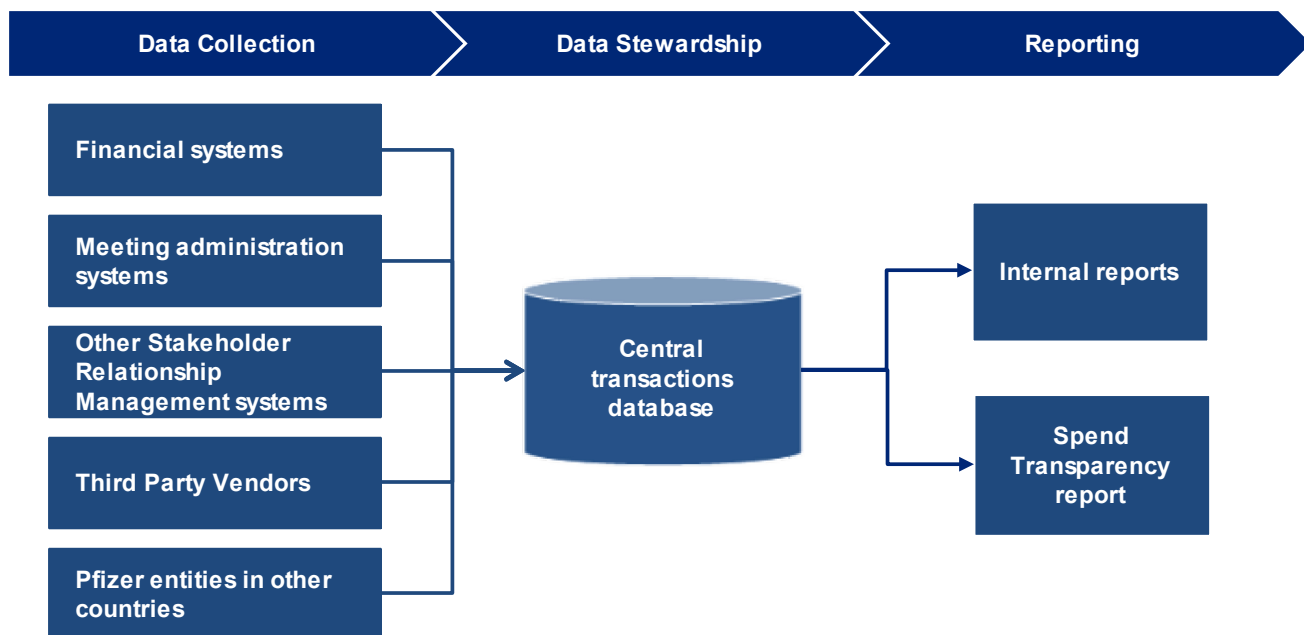 Data Collection
Data Stewardship
Reporting
Financial systems
Meeting administration
systems
Other Stakeholder
Relationship
Management systems
Third Party Vendors
Pfizer entities in other
countries
Central
transactions
database
Internal reports
Spend
Transparency
report